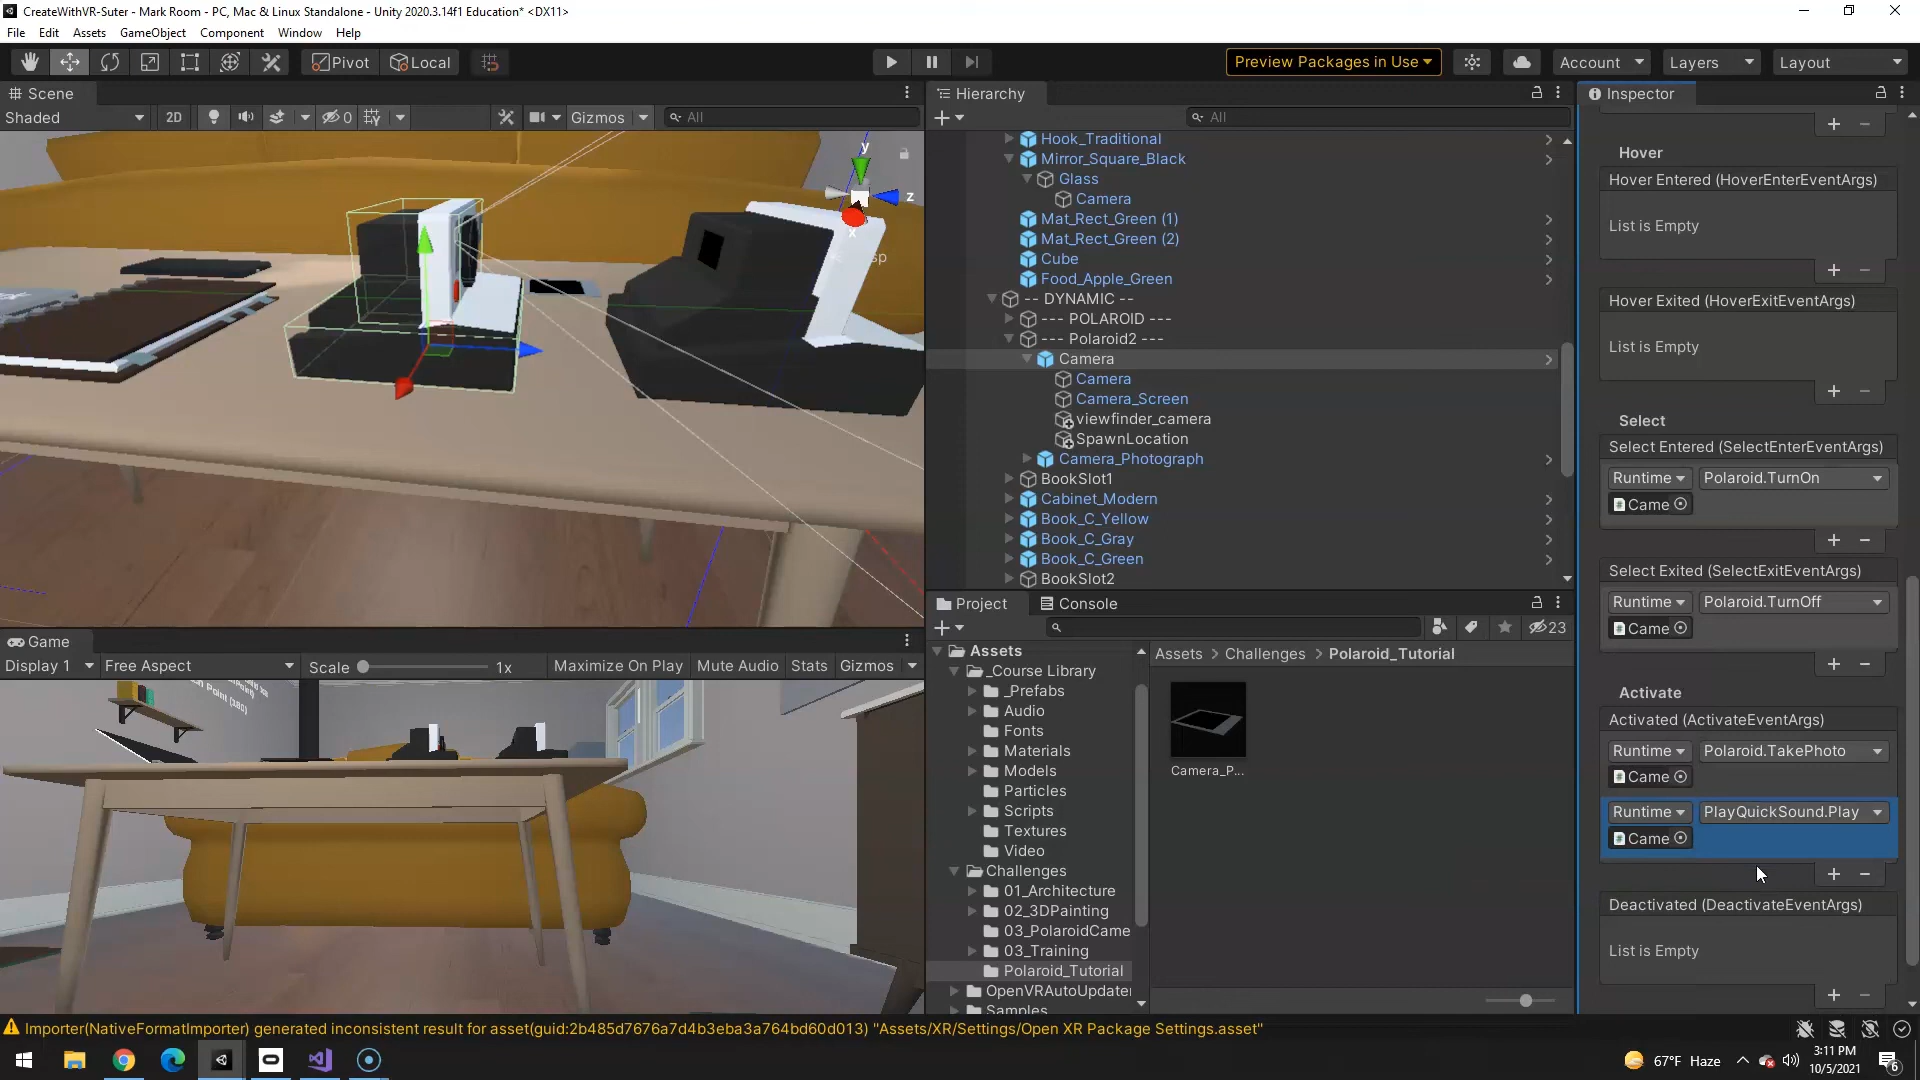 CreateWithVR-Suter - Mark Room - PC, Mac & Linux Standalone - Unity 2020.3.14f1 Education* <DX11>
File Edit Assets GameObject Component Window Help
Pivot Local Preview Packages in Use Account Layers Layout
Scene
Shaded 2D 0 Gizmos All
y
z
x
sp
Game
Display 1 Free Aspect Scale 1x Maximize On Play Mute Audio Stats Gizmos
Hierarchy
All
Hook_Traditional
Mirror_Square_Black
Glass
Camera
Mat_Rect_Green (1)
Mat_Rect_Green (2)
Cube
Food_Apple_Green
-- DYNAMIC --
--- POLAROID ---
--- Polaroid2 ---
Camera
Camera
Camera_Screen
viewfinder_camera
SpawnLocation
Camera_Photograph
BookSlot1
Cabinet_Modern
Book_C_Yellow
Book_C_Gray
Book_C_Green
BookSlot2
Project Console
23
Assets
_Course Library
_Prefabs
Audio
Fonts
Materials
Models
Particles
Scripts
Textures
Video
Challenges
01_Architecture
02_3DPainting
03_PolaroidCame
03_Training
Polaroid_Tutorial
OpenVRAutoUpdater
Samples
Assets > Challenges > Polaroid_Tutorial
Camera_P...
Inspector
Hover
Hover Entered (HoverEnterEventArgs)
List is Empty
Hover Exited (HoverExitEventArgs)
List is Empty
Select
Select Entered (SelectEnterEventArgs)
Runtime Polaroid.TurnOn
Came
Select Exited (SelectExitEventArgs)
Runtime Polaroid.TurnOff
Came
Activate
Activated (ActivateEventArgs)
Runtime Polaroid.TakePhoto
Came
Runtime PlayQuickSound.Play
Came
Deactivated (DeactivateEventArgs)
List is Empty
Importer(NativeFormatImporter) generated inconsistent result for asset(guid:2b485d7676a7d4b3eba3a764bd60d013) "Assets/XR/Settings/Open XR Package Settings.asset"
67°F Haze
3:11 PM
10/5/2021
6